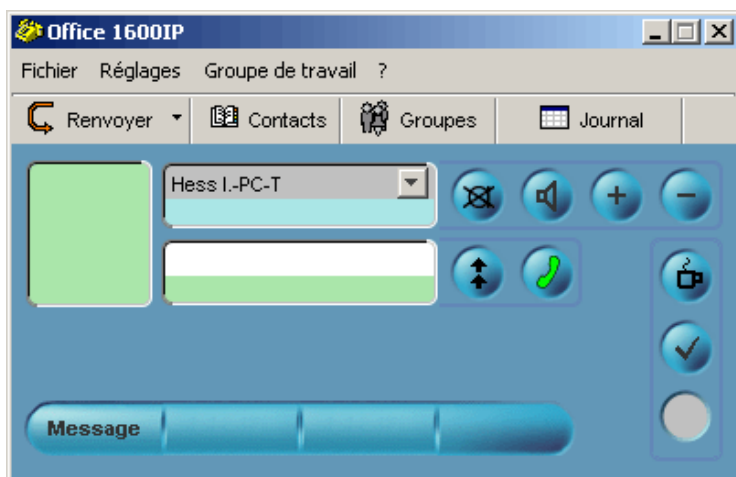 Office 1600IP
Fichier Réglages Groupe de travail ?
Renvoyer Contacts Groupes Journal
Hess I.-PC-T
Message